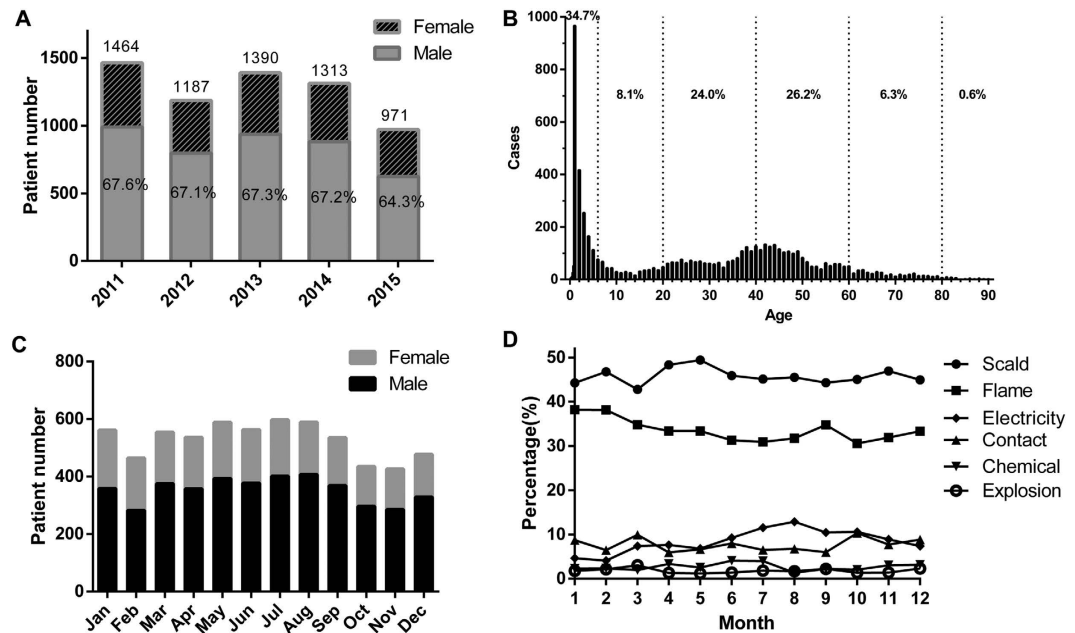 A
Female
Male
Patient number
1500
1000
500
0
1464
1187
1390
1313
971
67.6%
67.1%
67.3%
67.2%
64.3%
2011
2012
2013
2014
2015
B
Cases
1000
800
600
400
200
0
34.7%
8.1%
24.0%
26.2%
6.3%
0.6%
0 10 20 30 40 50 60 70 80 90
Age
C
Female
Male
Patient number
800
600
400
200
0
Jan
Feb
Mar
Apr
May
Jun
Jul
Aug
Sep
Oct
Nov
Dec
D
Percentage(%)
50
40
30
20
10
0
1 2 3 4 5 6 7 8 9 10 11 12
Month
Scald
Flame
Electricity
Contact
Chemical
Explosion